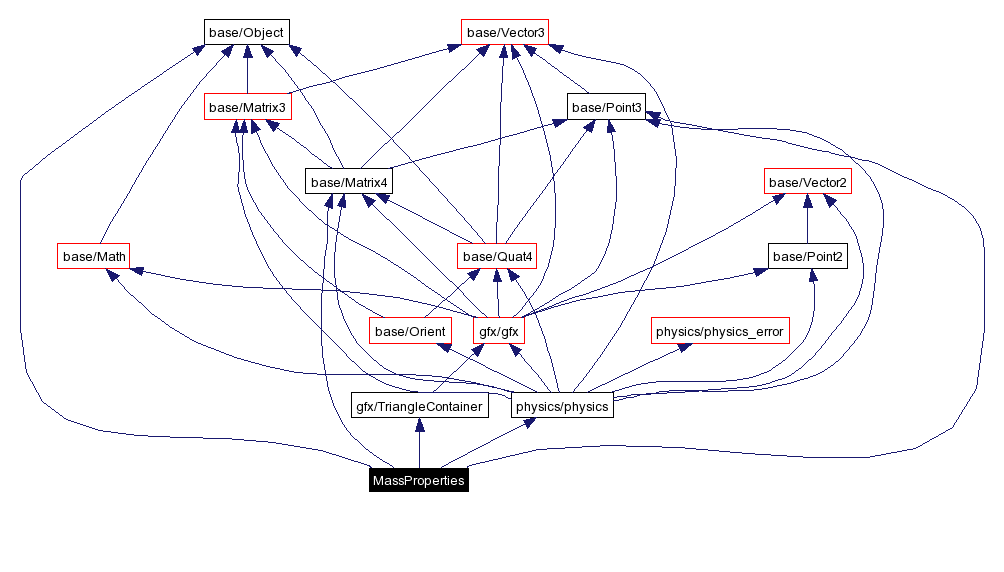 base/Object
base/Vector3
base/Matrix3
base/Point3
base/Matrix4
base/Vector2
base/Math
base/Quat4
base/Point2
base/Orient
gfx/gfx
physics/physics_error
gfx/TriangleContainer
physics/physics
MassProperties